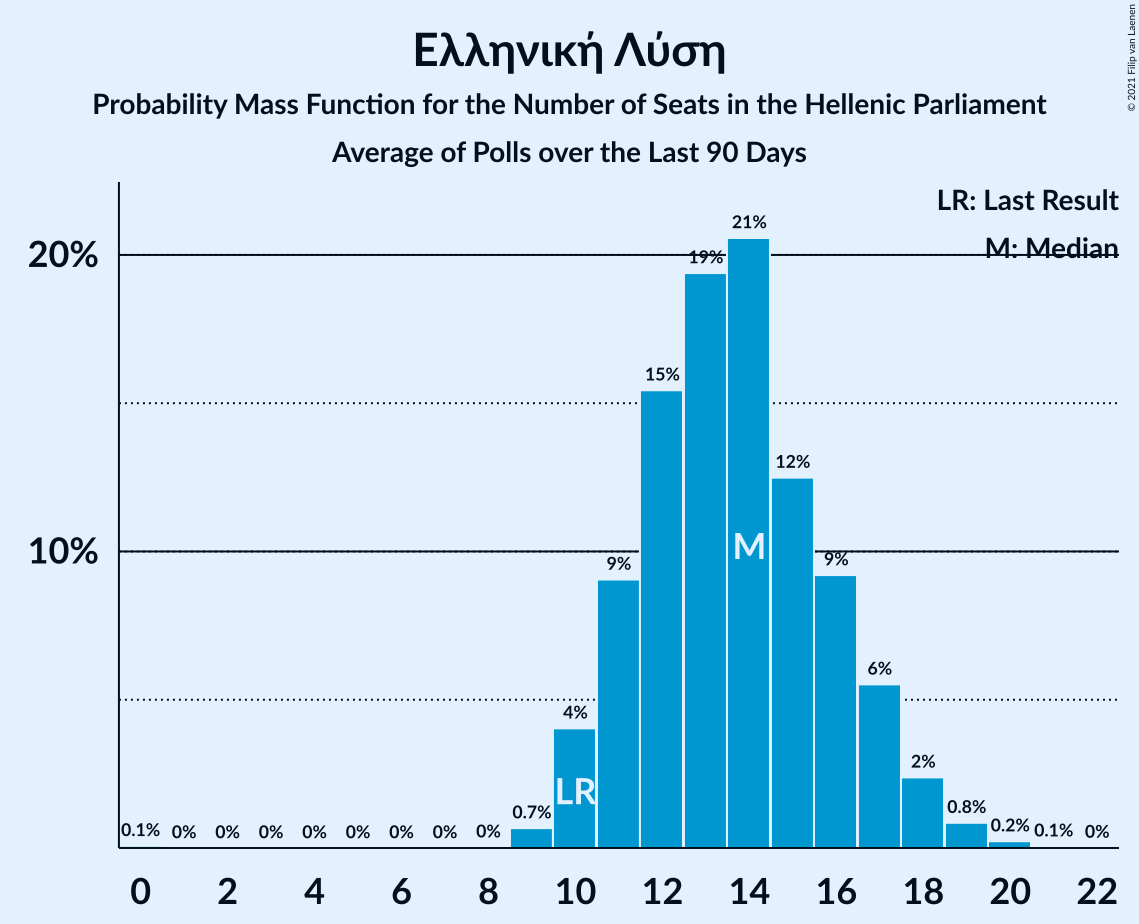 © 2021 Filip van Laenen
Ελληνική Λύση
Probability Mass Function for the Number of Seats in the Hellenic Parliament
Average of Polls over the Last 90 Days
LR: Last Result
M: Median
20%
10%
0.1% 0% 0% 0% 0% 0% 0% 0% 0% 0.7% 4% 9% 15% 19% 21% 12% 9% 6% 2% 0.8% 0.2% 0.1% 0%
LR
M
0 2 4 6 8 10 12 14 16 18 20 22